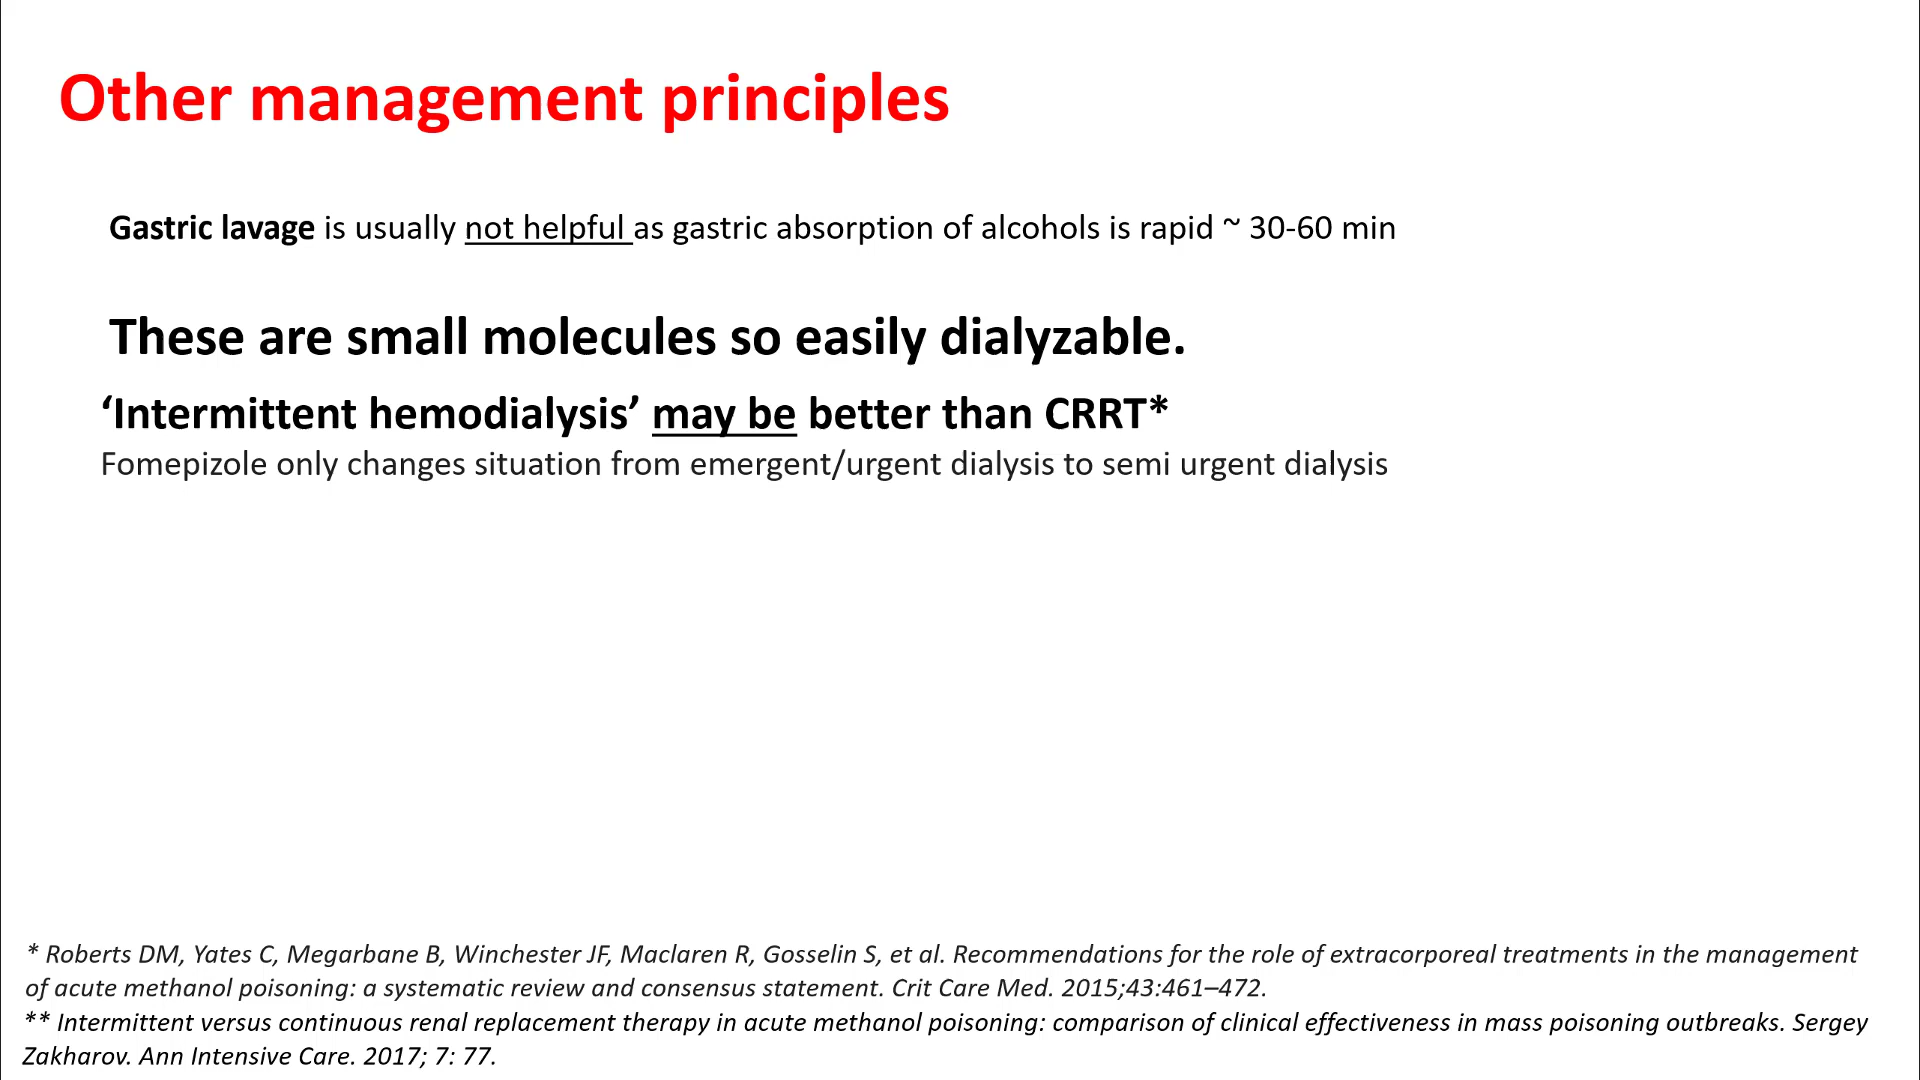 Other management principles
Gastric lavage is usually not helpful as gastric absorption of alcohols is rapid ~ 30-60 min
These are small molecules so easily dialyzable.
‘Intermittent hemodialysis’ may be better than CRRT*
Fomepizole only changes situation from emergent/urgent dialysis to semi urgent dialysis
* Roberts DM, Yates C, Megarbane B, Winchester JF, Maclaren R, Gosselin S, et al. Recommendations for the role of extracorporeal treatments in the management
of acute methanol poisoning: a systematic review and consensus statement. Crit Care Med. 2015;43:461–472.
** Intermittent versus continuous renal replacement therapy in acute methanol poisoning: comparison of clinical effectiveness in mass poisoning outbreaks. Sergey
Zakharov. Ann Intensive Care. 2017; 7: 77.